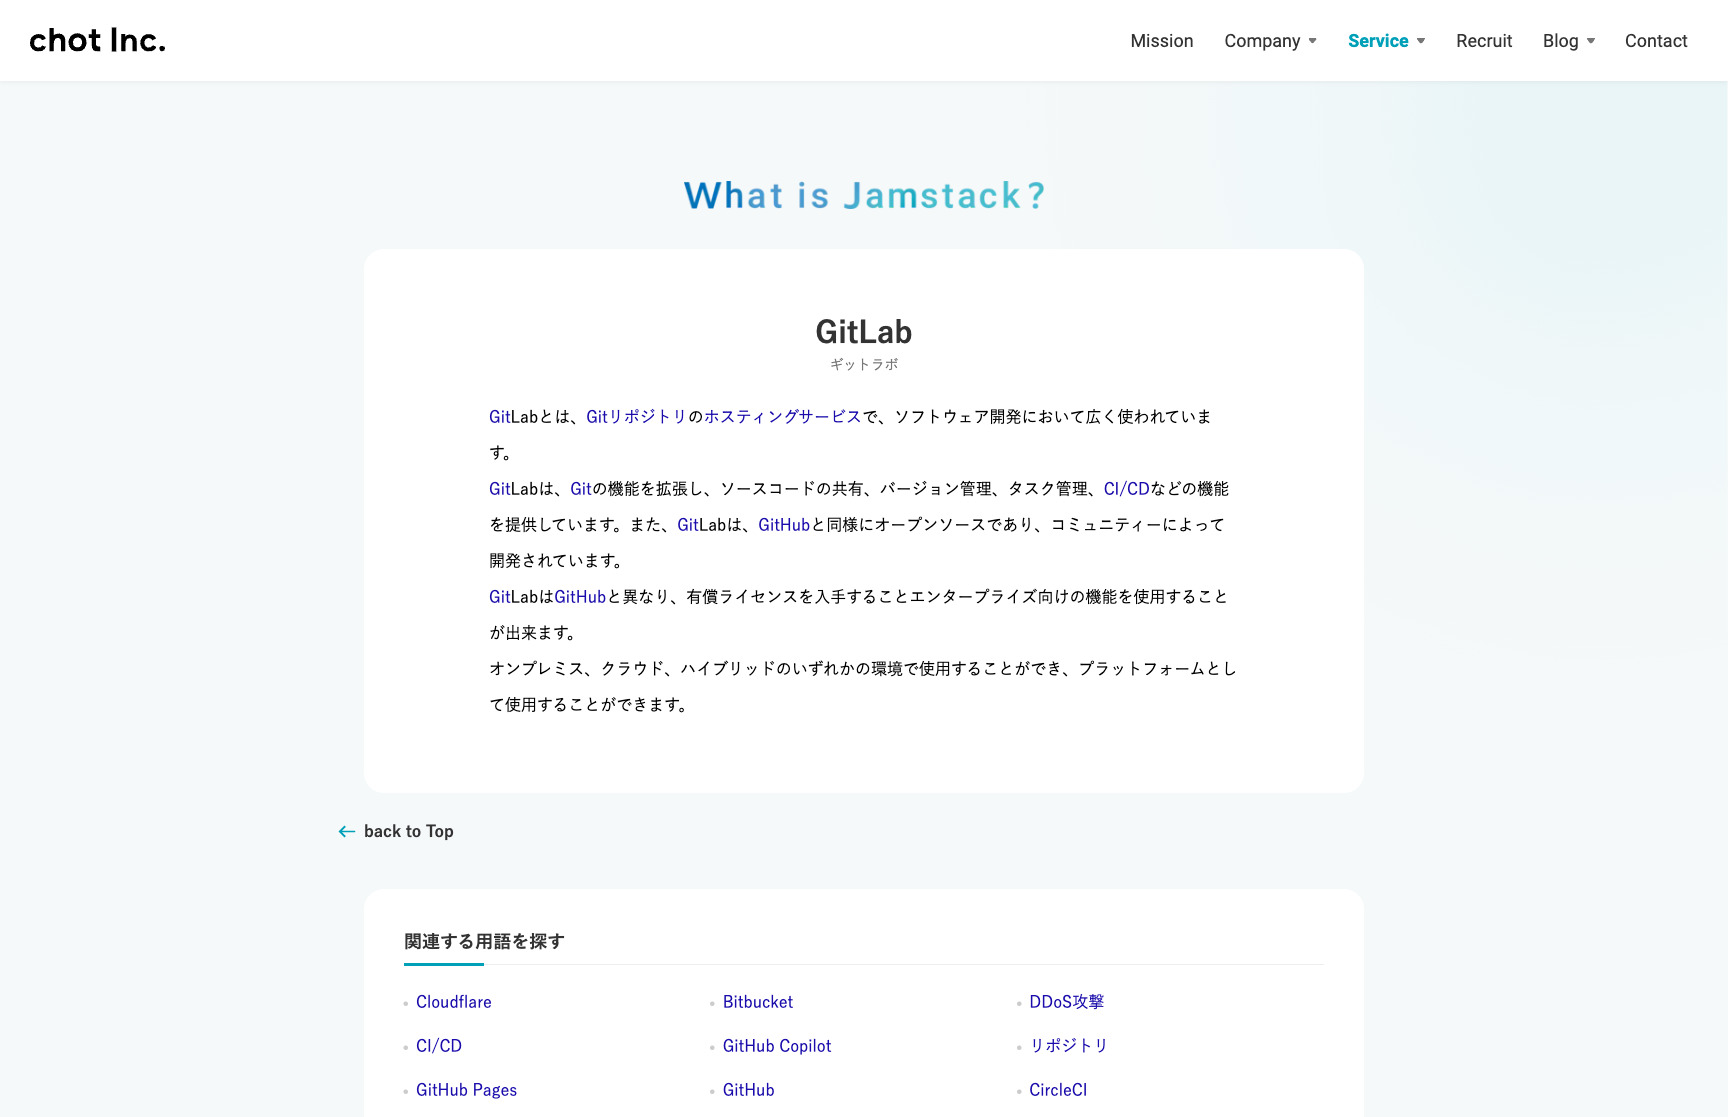 chot Inc.
Mission Company Service Recruit Blog Contact
What is Jamstack?
GitLab
ギットラボ
GitLabとは、Gitリポジトリのホスティングサービスで、ソフトウェア開発において広く使われていま
す。
GitLabは、Gitの機能を拡張し、ソースコードの共有、バージョン管理、タスク管理、CI/CDなどの機能
を提供しています。また、GitLabは、GitHubと同様にオープンソースであり、コミュニティーによって
開発されています。
GitLabはGitHubと異なり、有償ライセンスを入手することエンタープライズ向けの機能を使用すること
が出来ます。
オンプレミス、クラウド、ハイブリッドのいずれかの環境で使用することができ、プラットフォームとし
て使用することができます。
back to Top
関連する用語を探す
Cloudflare Bitbucket DDoS攻撃
CI/CD GitHub Copilot リポジトリ
GitHub Pages GitHub CircleCI